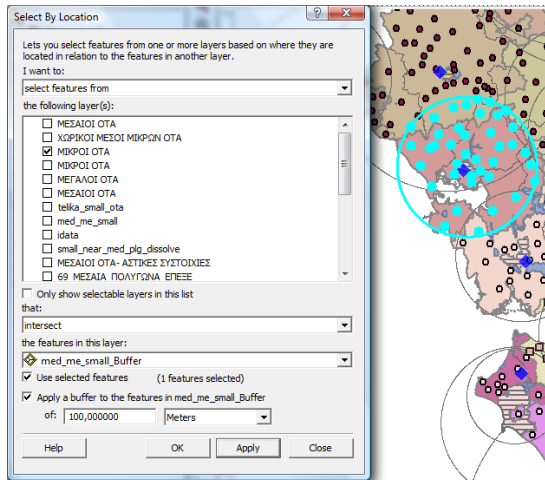 Select By Location
Lets you select features from one or more layers based on where they are
located in relation to the features in another layer.
I want to:
select features from
the following layer(s):
ΜΕΣΑΙΟΙ ΟΤΑ
ΧΩΡΙΚΟΙ ΜΕΣΟΙ ΜΙΚΡΩΝ ΟΤΑ
ΜΙΚΡΟΙ ΟΤΑ
ΜΙΚΡΟΙ ΟΤΑ
ΜΕΓΑΛΟΙ ΟΤΑ
ΜΕΣΑΙΟΙ ΟΤΑ
telika_small_ota
med_me_small
idata
small_near_med_plg_dissolve
ΜΕΣΑΙΟΙ ΟΤΑ- ΑΣΤΙΚΕΣ ΣΥΣΤΟΙΧΙΕΣ
69 ΜΕΣΑΙΑ ΠΟΛΥΓΩΝΑ ΕΠΕΞΕ
Only show selectable layers in this list
that:
intersect
the features in this layer:
med_me_small_Buffer
Use selected features (1 features selected)
Apply a buffer to the features in med_me_small_Buffer
of: 100,000000 Meters
Help OK Apply Close